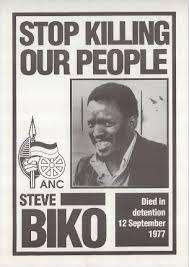 STOP KILLING
OUR PEOPLE
ANC
STEVE
BIKO
Died in
detention
12 September
1977